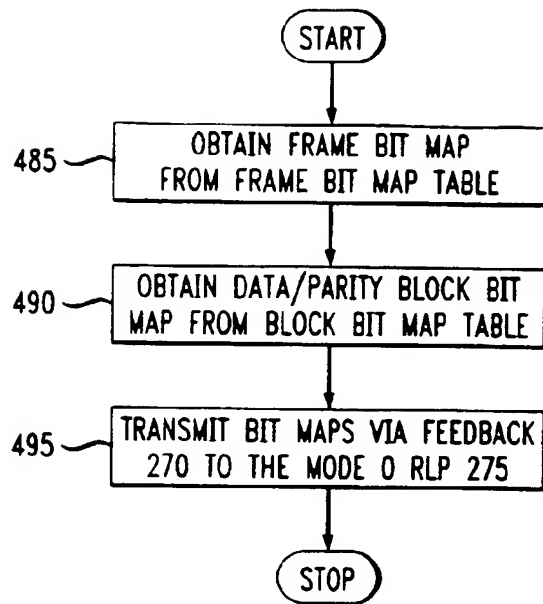 START
485
OBTAIN FRAME BIT MAP
FROM FRAME BIT MAP TABLE
490
OBTAIN DATA/PARITY BLOCK BIT
MAP FROM BLOCK BIT MAP TABLE
495
TRANSMIT BIT MAPS VIA FEEDBACK
270 TO THE MODE 0 RLP 275
STOP